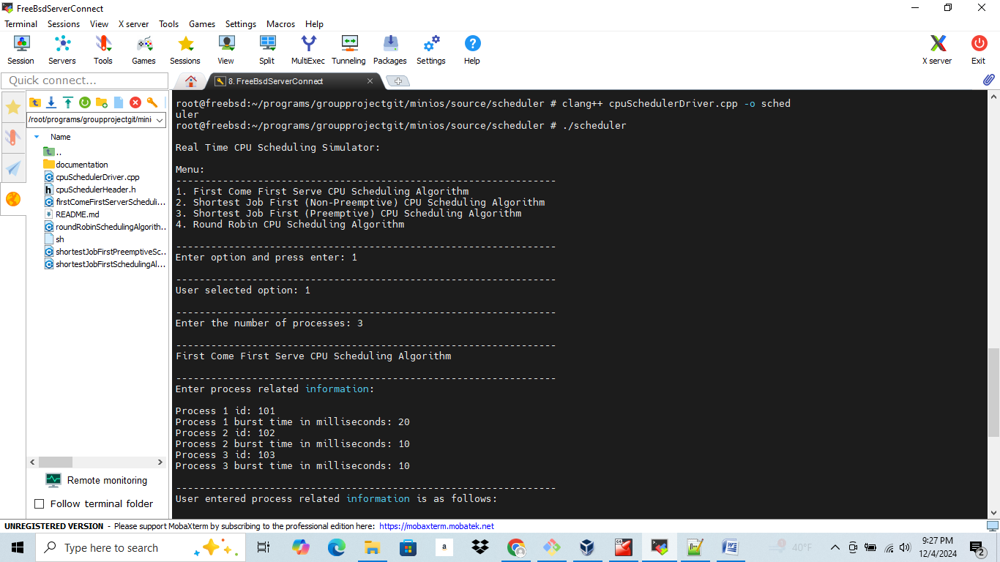 FreeBsdServerConnect
Terminal Sessions View X server Tools Games Settings Macros Help
Session Servers Tools Games Sessions View Split MultiExec Tunneling Packages Settings Help X server Exit
Quick connect...
8. FreeBsdServerConnect
/root/programs/groupprojectgit/mini
Name
..
documentation
cpuSchedulerDriver.cpp
cpuSchedulerHeader.h
firstComeFirstServerScheduli...
README.md
roundRobinSchedulingAlgorith...
sh
shortestJobFirstPreemptiveSc...
shortestJobFirstSchedulingAl...
Remote monitoring
Follow terminal folder
root@freebsd:~/programs/groupprojectgit/minios/source/scheduler # clang++ cpuSchedulerDriver.cpp -o sched
uler
root@freebsd:~/programs/groupprojectgit/minios/source/scheduler # ./scheduler
Real Time CPU Scheduling Simulator:
Menu:
-----------------------------------------------------------------
1. First Come First Serve CPU Scheduling Algorithm
2. Shortest Job First (Non-Preemptive) CPU Scheduling Algorithm
3. Shortest Job First (Preemptive) CPU Scheduling Algorithm
4. Round Robin CPU Scheduling Algorithm
-----------------------------------------------------------------
Enter option and press enter: 1
-----------------------------------------------------------------
User selected option: 1
-----------------------------------------------------------------
Enter the number of processes: 3
-----------------------------------------------------------------
First Come First Serve CPU Scheduling Algorithm
-----------------------------------------------------------------
Enter process related information:
Process 1 id: 101
Process 1 burst time in milliseconds: 20
Process 2 id: 102
Process 2 burst time in milliseconds: 10
Process 3 id: 103
Process 3 burst time in milliseconds: 10
-----------------------------------------------------------------
User entered process related information is as follows:
UNREGISTERED VERSION - Please support MobaXterm by subscribing to the professional edition here: https://mobaxterm.mobatek.net
Type here to search
40°F
9:27 PM
12/4/2024
2